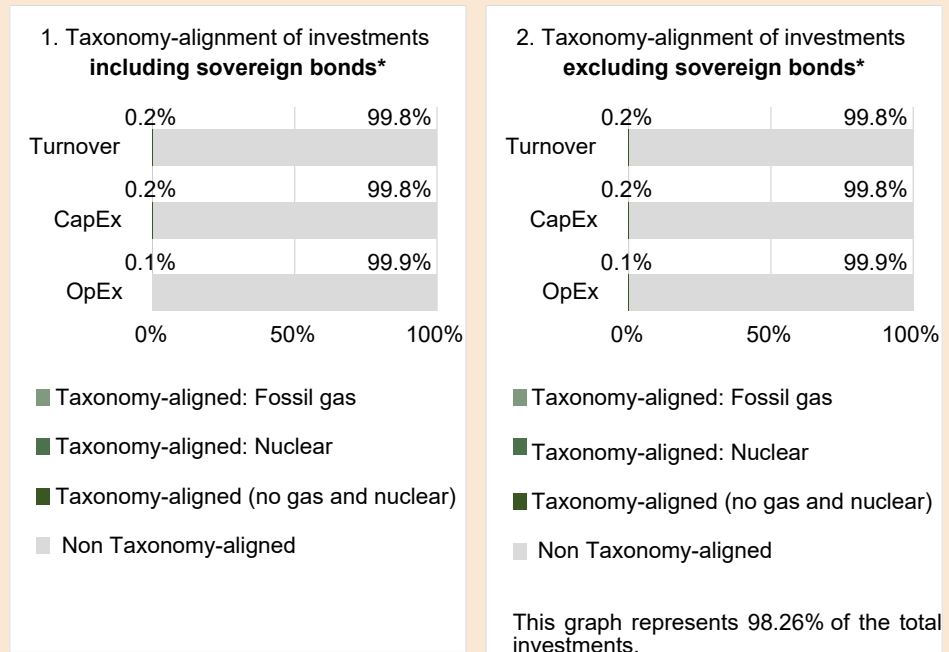 1. Taxonomy-alignment of investments
including sovereign bonds*
0.2% 99.8%
Turnover
0.2% 99.8%
CapEx
0.1% 99.9%
OpEx
0% 50% 100%
Taxonomy-aligned: Fossil gas
Taxonomy-aligned: Nuclear
Taxonomy-aligned (no gas and nuclear)
Non Taxonomy-aligned
2. Taxonomy-alignment of investments
excluding sovereign bonds*
0.2% 99.8%
Turnover
0.2% 99.8%
CapEx
0.1% 99.9%
OpEx
0% 50% 100%
Taxonomy-aligned: Fossil gas
Taxonomy-aligned: Nuclear
Taxonomy-aligned (no gas and nuclear)
Non Taxonomy-aligned
This graph represents 98.26% of the total
investments.